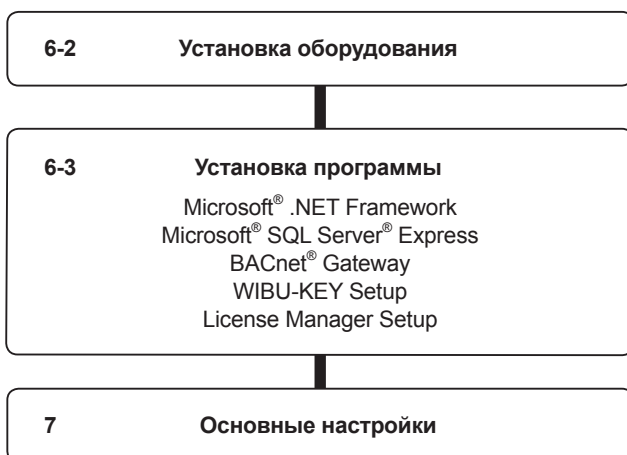 6-2 Установка оборудования
6-3 Установка программы
Microsoft® .NET Framework
Microsoft® SQL Server® Express
BACnet® Gateway
WIBU-KEY Setup
License Manager Setup
7 Основные настройки